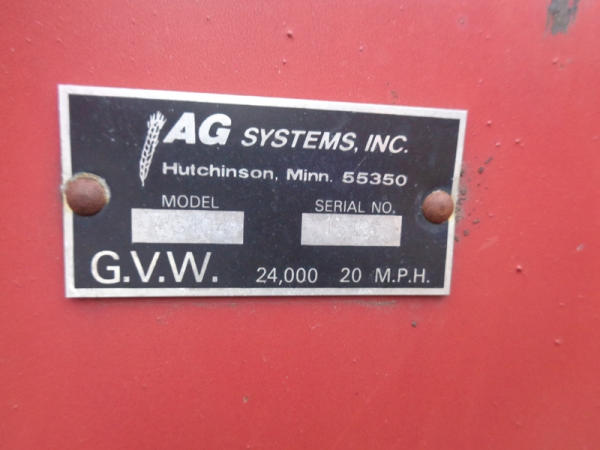 AG SYSTEMS, INC.
Hutchinson, Minn. 55350
MODEL SERIAL NO.
G.V.W. 24,000 20 M.P.H.